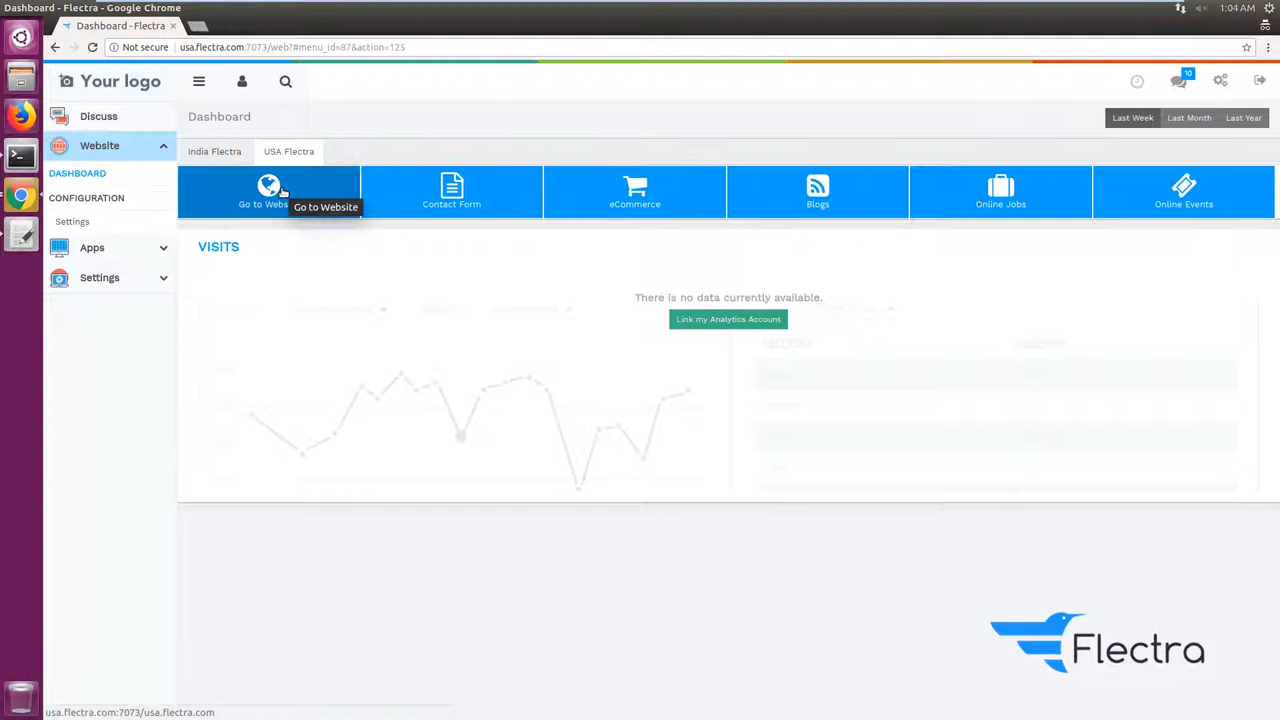 Dashboard - Flectra - Google Chrome
1:04 AM
Dashboard - Flectra
Not secure
usa.flectra.com:7073/web?#menu_id=87&action=125
Your logo
10
Discuss
Dashboard
Last Week
Last Month
Last Year
Website
India Flectra
USA Flectra
DASHBOARD
CONFIGURATION
Settings
Go to Webs
Go to Website
Contact Form
eCommerce
Blogs
Online Jobs
Online Events
Apps
VISITS
Settings
There is no data currently available.
Link my Analytics Account
Flectra
usa.flectra.com:7073/usa.flectra.com